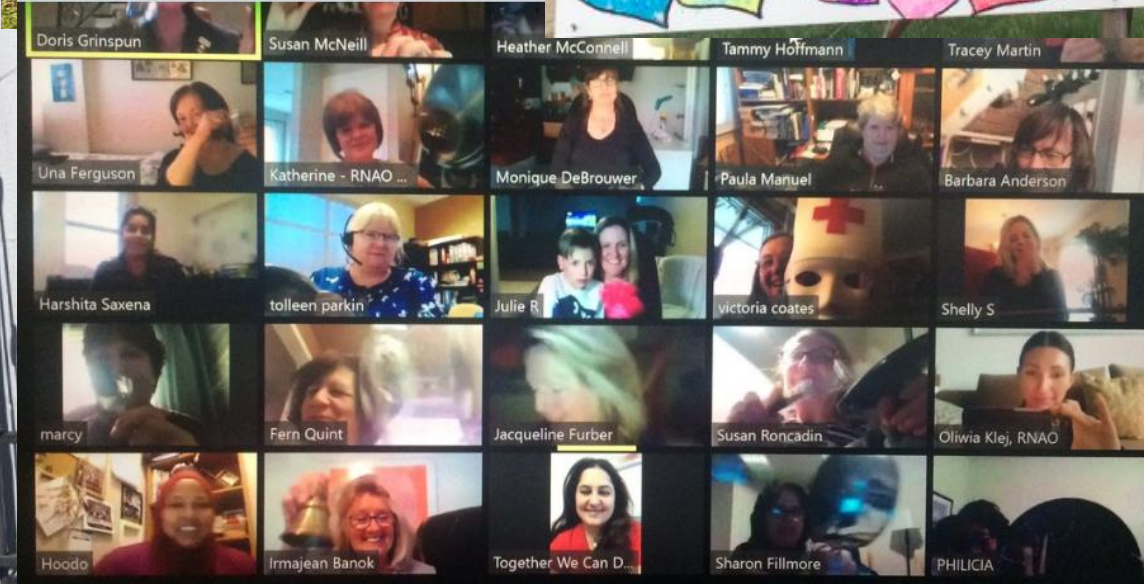 Doris Grinspun
Susan McNeill
Heather McConnell
Tammy Hoffmann
Tracey Martin
Una Ferguson
Katherine - RNAO ...
Monique DeBrouwer
Paula Manuel
Barbara Anderson
Harshita Saxena
tolleen parkin
Julie R
victoria coates
Shelly S
marcy
Fern Quint
Jacqueline Furber
Susan Roncadin
Oliwia Klej, RNAO
Hoodo
Irmajean Banok
Together We Can D...
Sharon Fillmore
PHILICIA